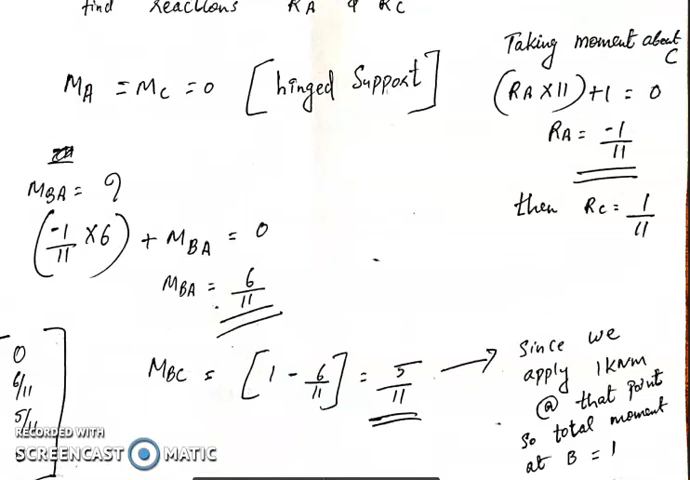 find Reactions RA & RC
MA = MC = 0 [hinged Support]
Taking moment about C
(RA x 11) + 1 = 0
RA = -1/11
then RC = 1/11
MBA = ?
(-1/11 x 6) + MBA = 0
MBA = 6/11
0
6/11
5/11
MBC = [1 - 6/11] = 5/11
Since we
apply 1KNm
@ that point
So total moment
at B = 1
RECORDED WITH
SCREENCAST MATIC